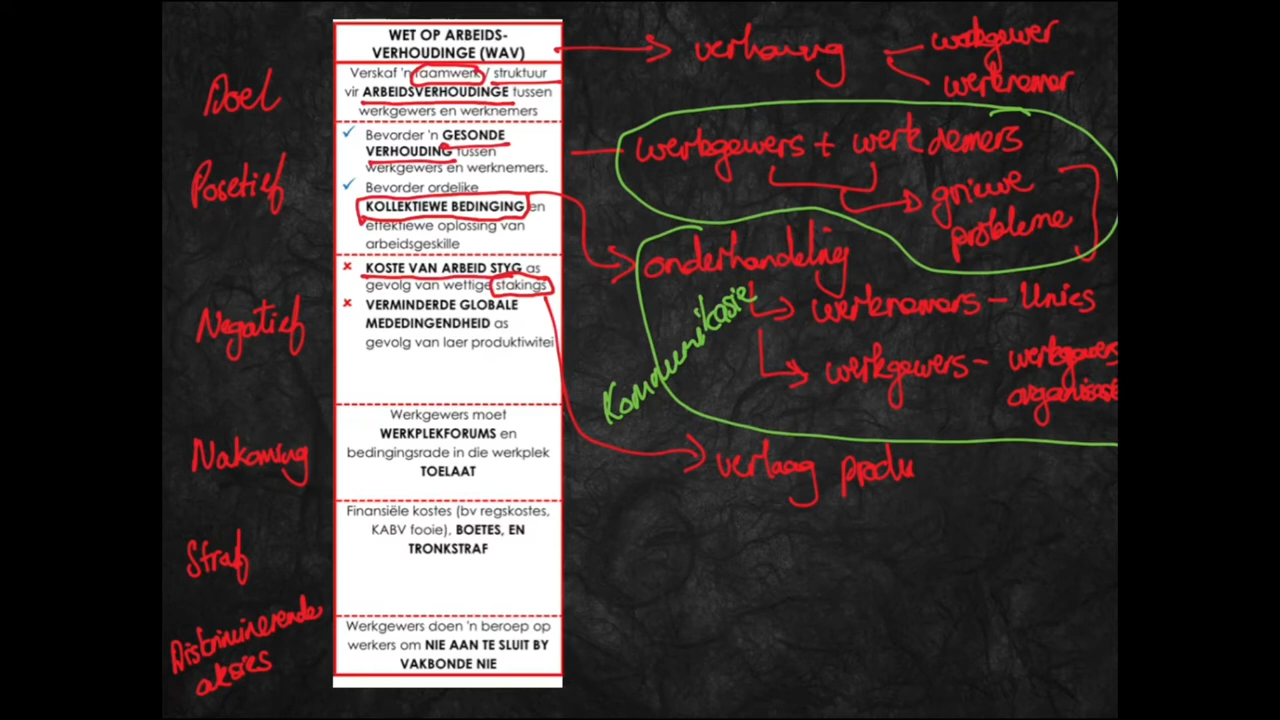 WET OP ARBEIDS-
VERHOUDINGE (WAV)
Verskaf 'n raamwerk / struktuur
vir ARBEIDSVERHOUDINGE tussen
werkgewers en werknemers
✓ Bevorder 'n GESONDE
VERHOUDING tussen
werkgewers en werknemers.
✓ Bevorder ordelike
KOLLEKTIEWE BEDINGING en
effektiewe oplossing van
arbeidsgeskille
× KOSTE VAN ARBEID STYG as
gevolg van wettige stakings
× VERMINDERDE GLOBALE
MEDEDINGENDHEID as
gevolg van laer produktiwitei
Werkgewers moet
WERKPLEKFORUMS en
bedingingsrade in die werkplek
TOELAAT
Finansiële kostes (bv regskostes,
KABV fooie), BOETES, EN
TRONKSTRAF
Werkgewers doen 'n beroep op
werkers om NIE AAN TE SLUIT BY
VAKBONDE NIE
Doel
Posetief
Negatief
Nakoming
Straf
Diskriminerende
aksies
verhouing
werkgewer
werknemer
werkgewers + werknemers
griewe
probleme
onderhandeling
werknemers - Unies
werkgewers - werkgewers
organisasi
Kommunikasie
verlaag produ